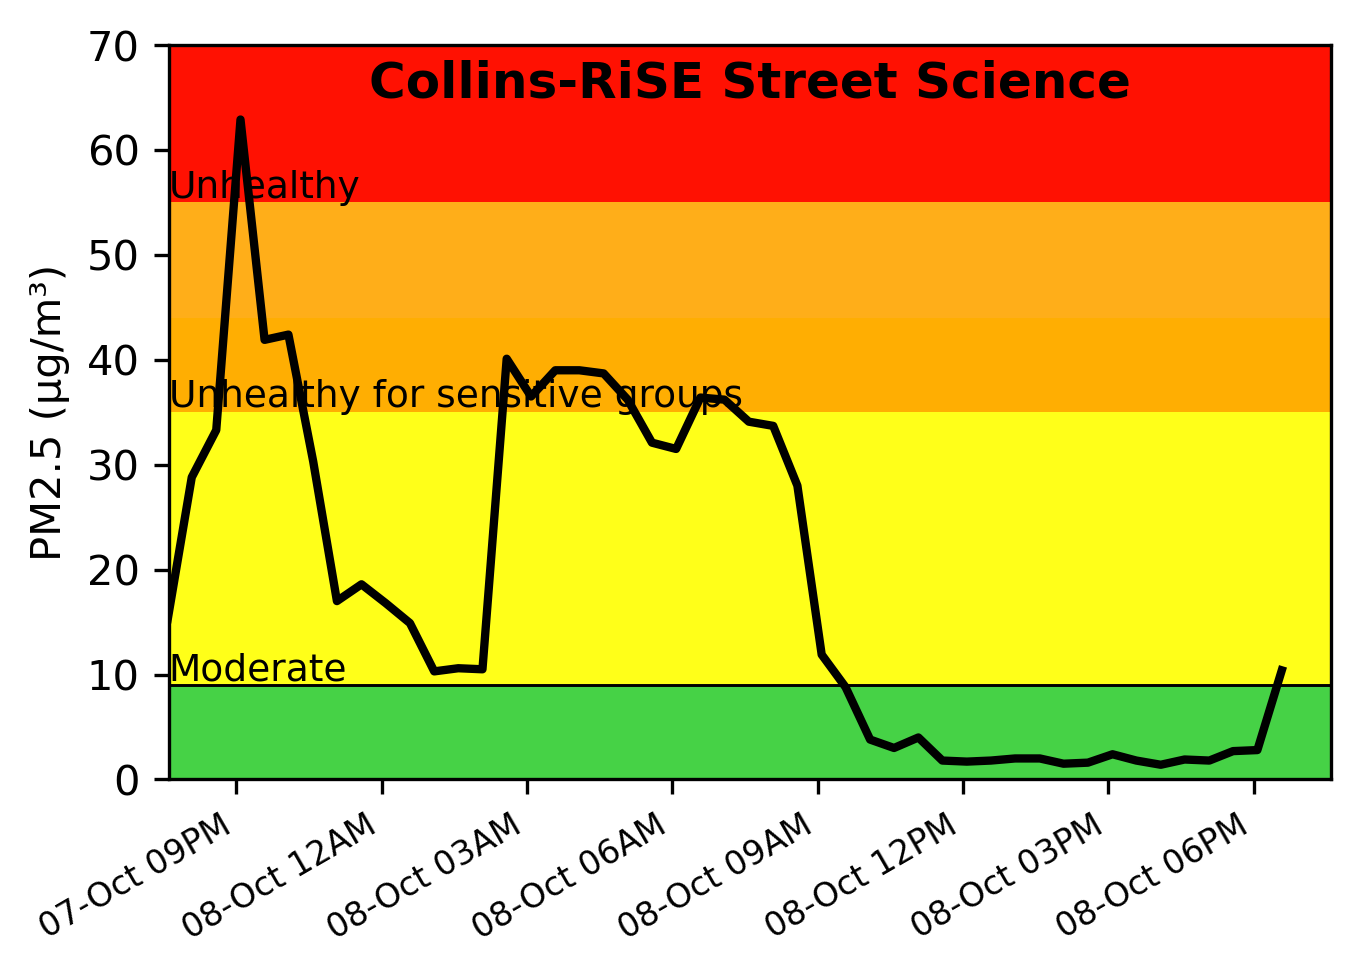 Collins-RiSE Street Science
PM2.5 (µg/m³)
70
60
50
40
30
20
10
0
Unhealthy
Unhealthy for sensitive groups
Moderate
07-Oct 09PM
08-Oct 12AM
08-Oct 03AM
08-Oct 06AM
08-Oct 09AM
08-Oct 12PM
08-Oct 03PM
08-Oct 06PM